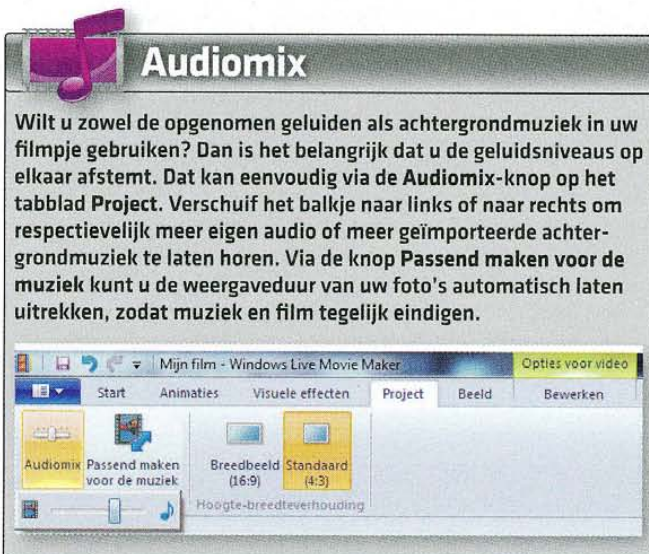 Audiomix
Wilt u zowel de opgenomen geluiden als achtergrondmuziek in uw
filmpje gebruiken? Dan is het belangrijk dat u de geluidsniveaus op
elkaar afstemt. Dat kan eenvoudig via de Audiomix-knop op het
tabblad Project. Verschuif het balkje naar links of naar rechts om
respectievelijk meer eigen audio of meer geïmporteerde achter-
grondmuziek te laten horen. Via de knop Passend maken voor de
muziek kunt u de weergaveduur van uw foto's automatisch laten
uitrekken, zodat muziek en film tegelijk eindigen.
Mijn film - Windows Live Movie Maker Opties voor video
Start Animaties Visuele effecten Project Beeld Bewerken
Audiomix Passend maken Breedbeeld Standaard
voor de muziek (16:9) (4:3)
Hoogte-breedteverhouding